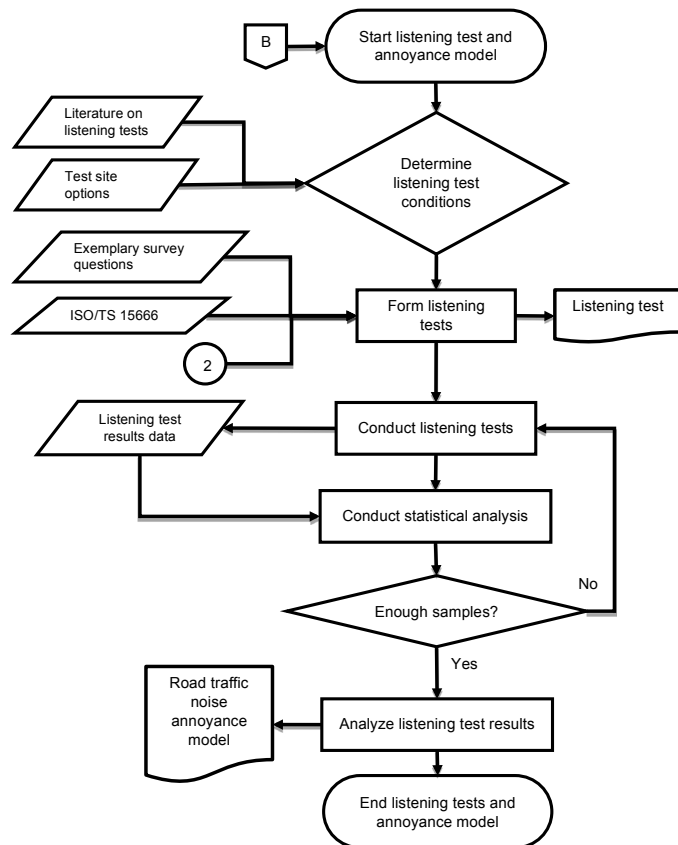 B
Start listening test and
annoyance model
Literature on
listening tests
Test site
options
Determine
listening test
conditions
Exemplary survey
questions
ISO/TS 15666
2
Form listening
tests
Listening test
Listening test
results data
Conduct listening tests
Conduct statistical analysis
No
Enough samples?
Yes
Road traffic
noise
annoyance
model
Analyze listening test results
End listening tests and
annoyance model